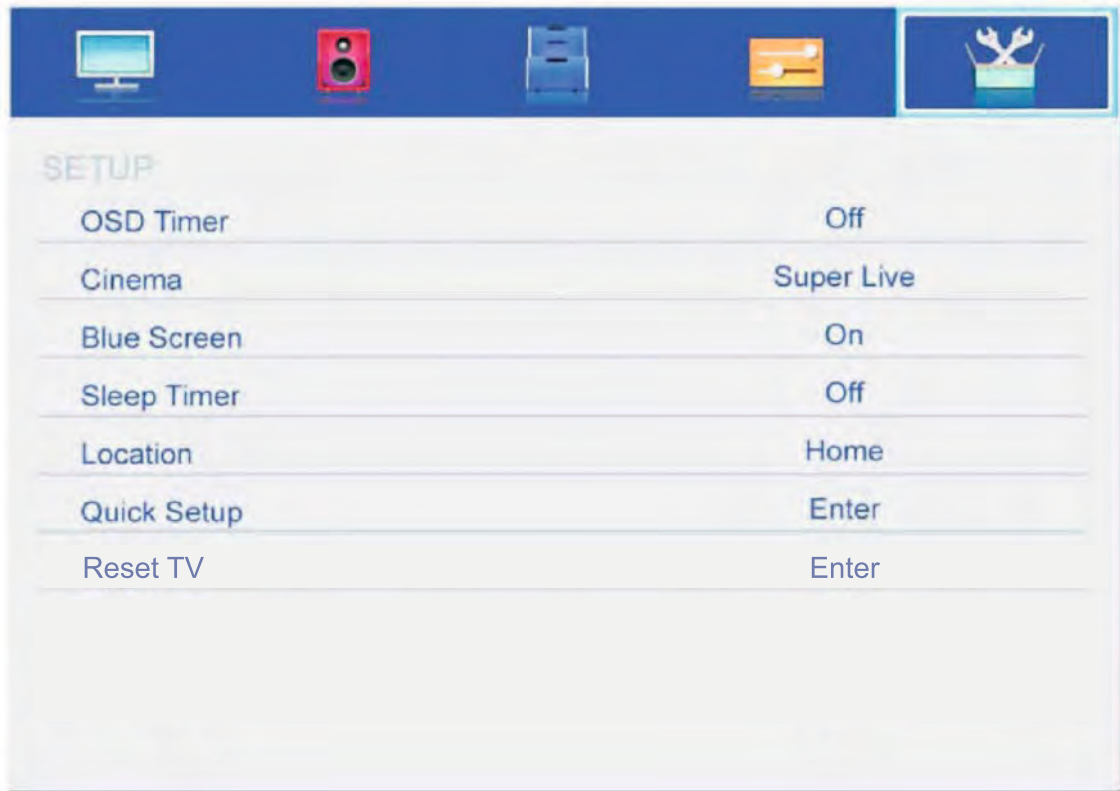 SETUP
OSD Timer Off
Cinema Super Live
Blue Screen On
Sleep Timer Off
Location Home
Quick Setup Enter
Reset TV Enter